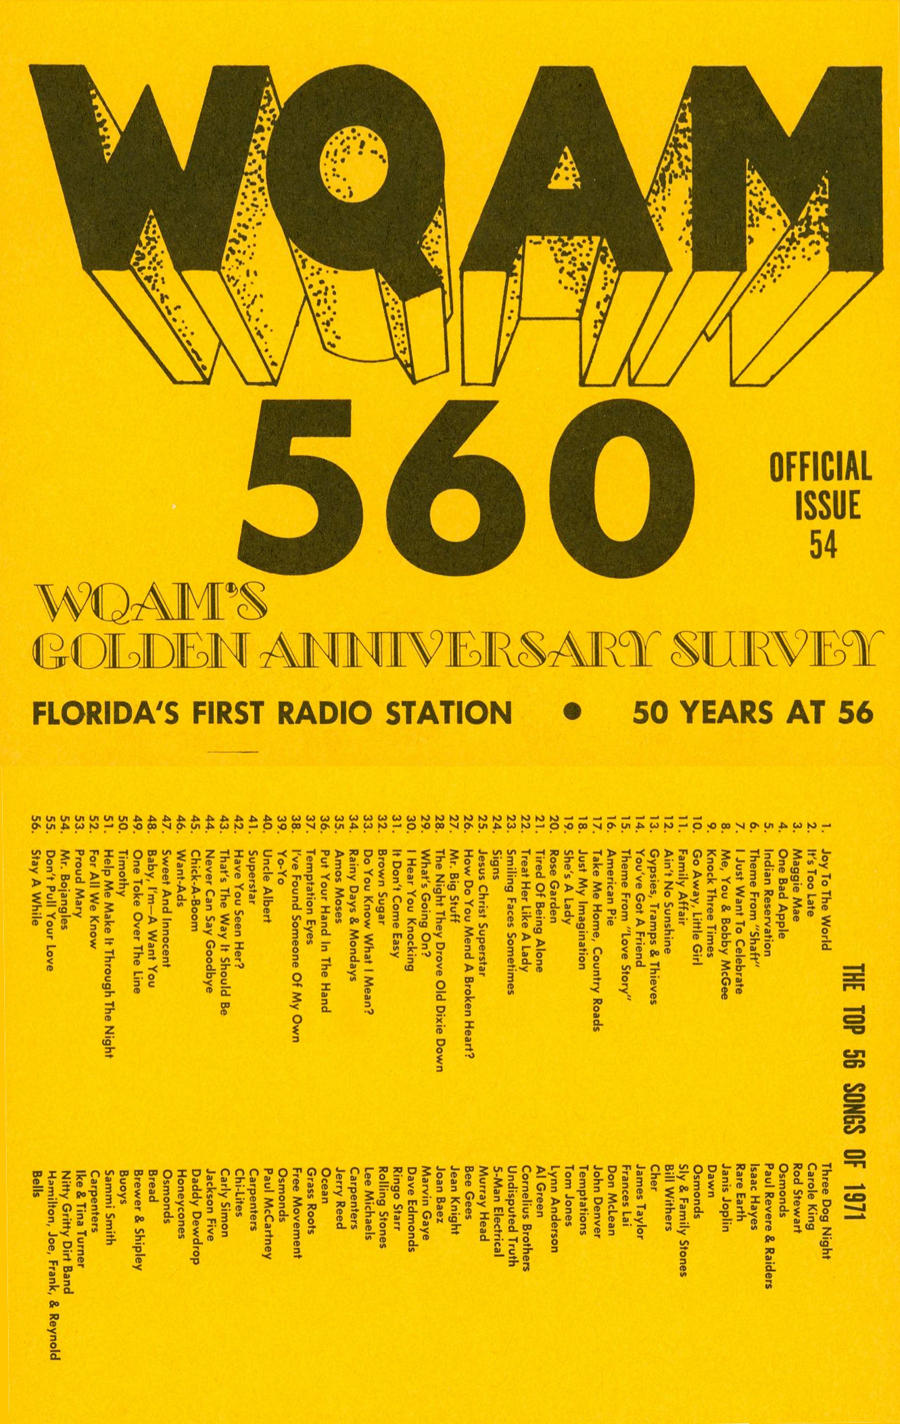 WQAM
560
OFFICIAL
ISSUE
54
WQAM'S
GOLDEN ANNIVERSARY SURVEY
FLORIDA'S FIRST RADIO STATION • 50 YEARS AT 56
THE TOP 56 SONGS OF 1971
1. Joy To The World Three Dog Night
2. It's Too Late Carole King
3. Maggie Mae Rod Stewart
4. One Bad Apple Osmonds
5. Indian Reservation Paul Revere & Raiders
6. Theme From "Shaft" Isaac Hayes
7. I Just Want To Celebrate Rare Earth
8. Me, You & Bobby McGee Janis Joplin
9. Knock Three Times Dawn
10. Go Away, Little Girl Osmonds
11. Family Affair Sly & Family Stones
12. Ain't No Sunshine Bill Withers
13. Gypsies, Tramps & Thieves Cher
14. You've Got A Friend James Taylor
15. Theme From "Love Story" Frances Lai
16. American Pie Don McLean
17. Take Me Home, Country Roads John Denver
18. Just My Imagination Temptations
19. She's A Lady Tom Jones
20. Rose Garden Lynn Anderson
21. Tired Of Being Alone Al Green
22. Treat Her Like A Lady Cornelius Brothers
23. Smiling Faces Sometimes Undisputed Truth
24. Signs 5-Man Electrical
25. Jesus Christ Superstar Murray Head
26. How Do You Mend A Broken Heart? Bee Gees
27. Mr. Big Stuff Jean Knight
28. The Night They Drove Old Dixie Down Joan Baez
29. What's Going On? Marvin Gaye
30. I Hear You Knocking Dave Edmonds
31. It Don't Come Easy Ringo Starr
32. Brown Sugar Rolling Stones
33. Do You Know What I Mean? Lee Michaels
34. Rainy Days & Mondays Carpenters
35. Amos Moses Jerry Reed
36. Put Your Hand In The Hand Ocean
37. Temptation Eyes Grass Roots
38. I've Found Someone Of My Own Free Movement
39. Yo-Yo Osmonds
40. Uncle Albert Paul McCartney
41. Superstar Carpenters
42. Have You Seen Her? Chi-Lites
43. That's The Way It Should Be Carly Simon
44. Never Can Say Goodbye Jackson Five
45. Chick-A-Boom Daddy Dewdrop
46. Want-Ads Honeycones
47. Sweet And Innocent Osmonds
48. Baby, I'm—A Want You Bread
49. One Toke Over The Line Brewer & Shipley
50. Timothy Buoys
51. Help Me Make It Through The Night Sammi Smith
52. For All We Know Carpenters
53. Proud Mary Ike & Tina Turner
54. Mr. Bojangles Nitty Gritty Dirt Band
55. Don't Pull Your Love Hamilton, Joe, Frank, & Reynold
56. Stay A While Bells